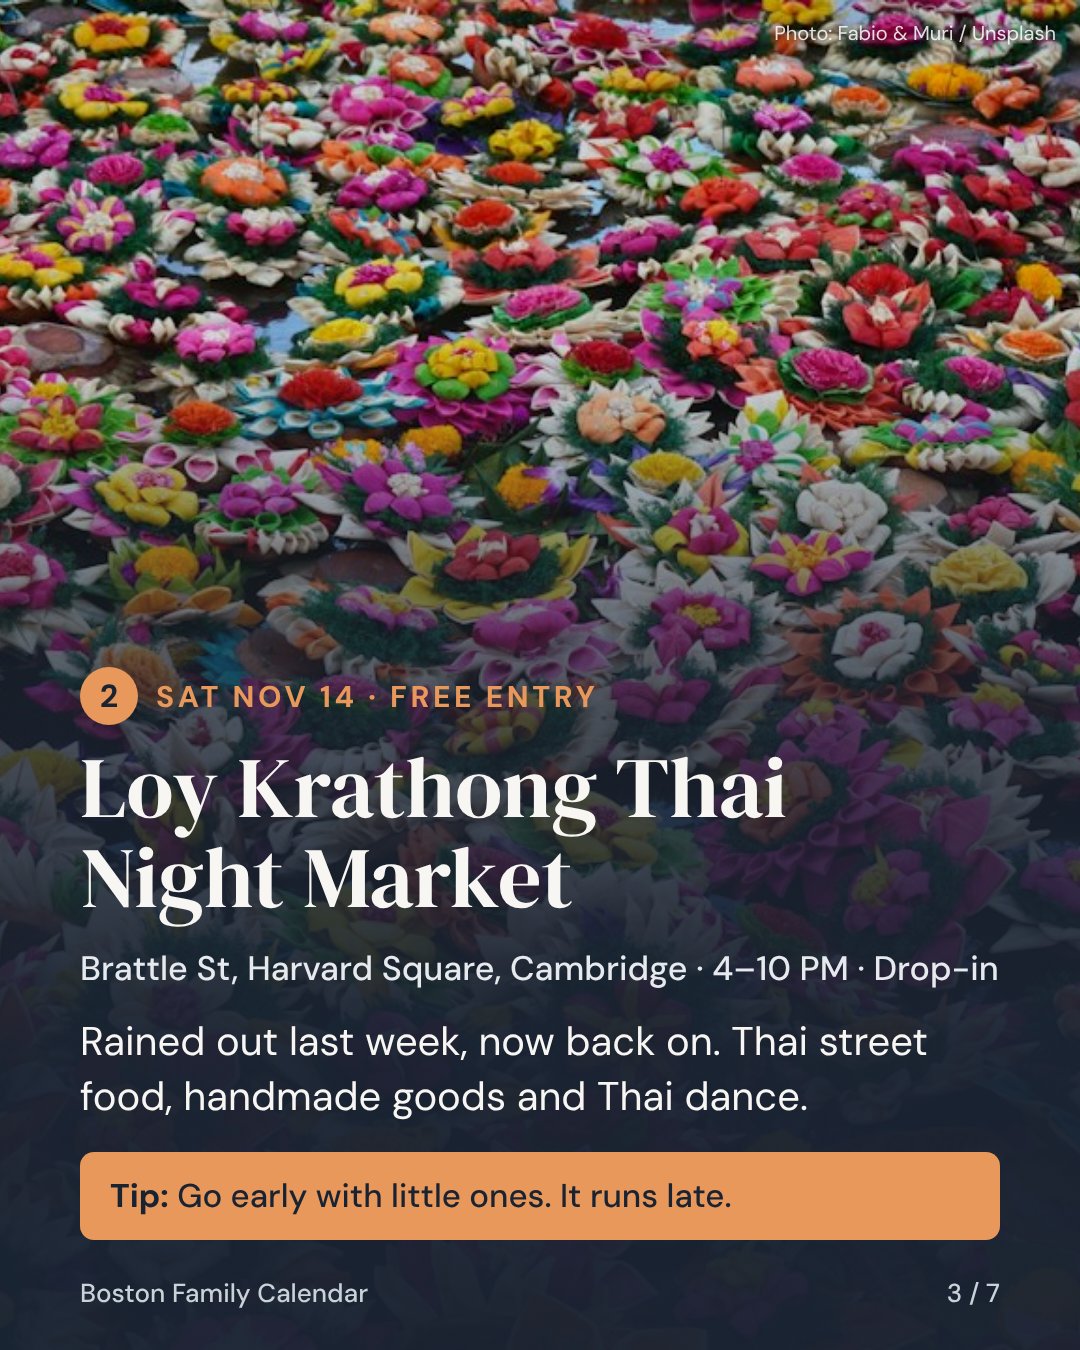 Photo: Fabio & Muri / Unsplash
2 SAT NOV 14 · FREE ENTRY
Loy Krathong Thai
Night Market
Brattle St, Harvard Square, Cambridge · 4–10 PM · Drop-in
Rained out last week, now back on. Thai street
food, handmade goods and Thai dance.
Tip: Go early with little ones. It runs late.
Boston Family Calendar
3 / 7